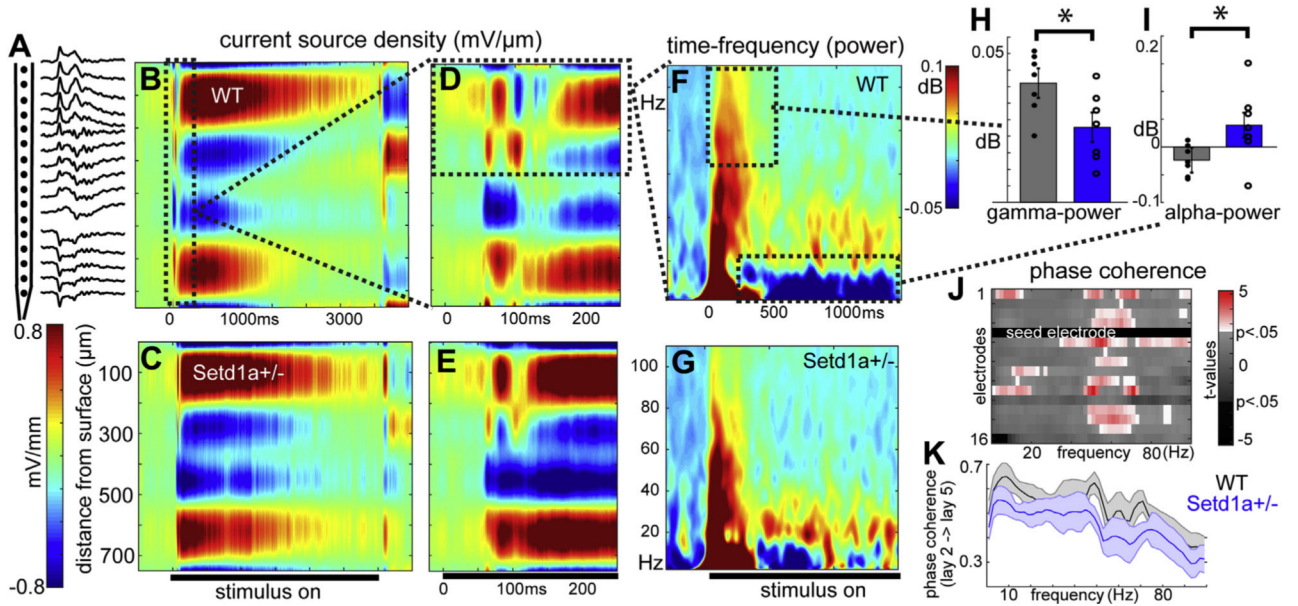 A
current source density (mV/µm)
B
WT
D
time-frequency (power)
F
WT
Hz
0.1
dB
-0.05
H
*
0.05
dB
gamma-power
I
*
0.2
dB
0
-0.1
alpha-power
0 1000ms 3000
0 100ms 200
0 500 1000ms
0.8
mV/mm
-0.8
distance from surface (µm)
100
300
500
700
C
Setd1a+/-
stimulus on
E
0 100ms 200
G
Setd1a+/-
100
80
60
40
20
Hz
stimulus on
phase coherence
J
1
electrodes
16
seed electrode
20 frequency 80 (Hz)
5
p<.05
0
p<.05
-5
t-values
K
0.7
0.3
phase coherence
(lay 2 -> lay 5)
WT
Setd1a+/-
10 frequency (Hz) 80